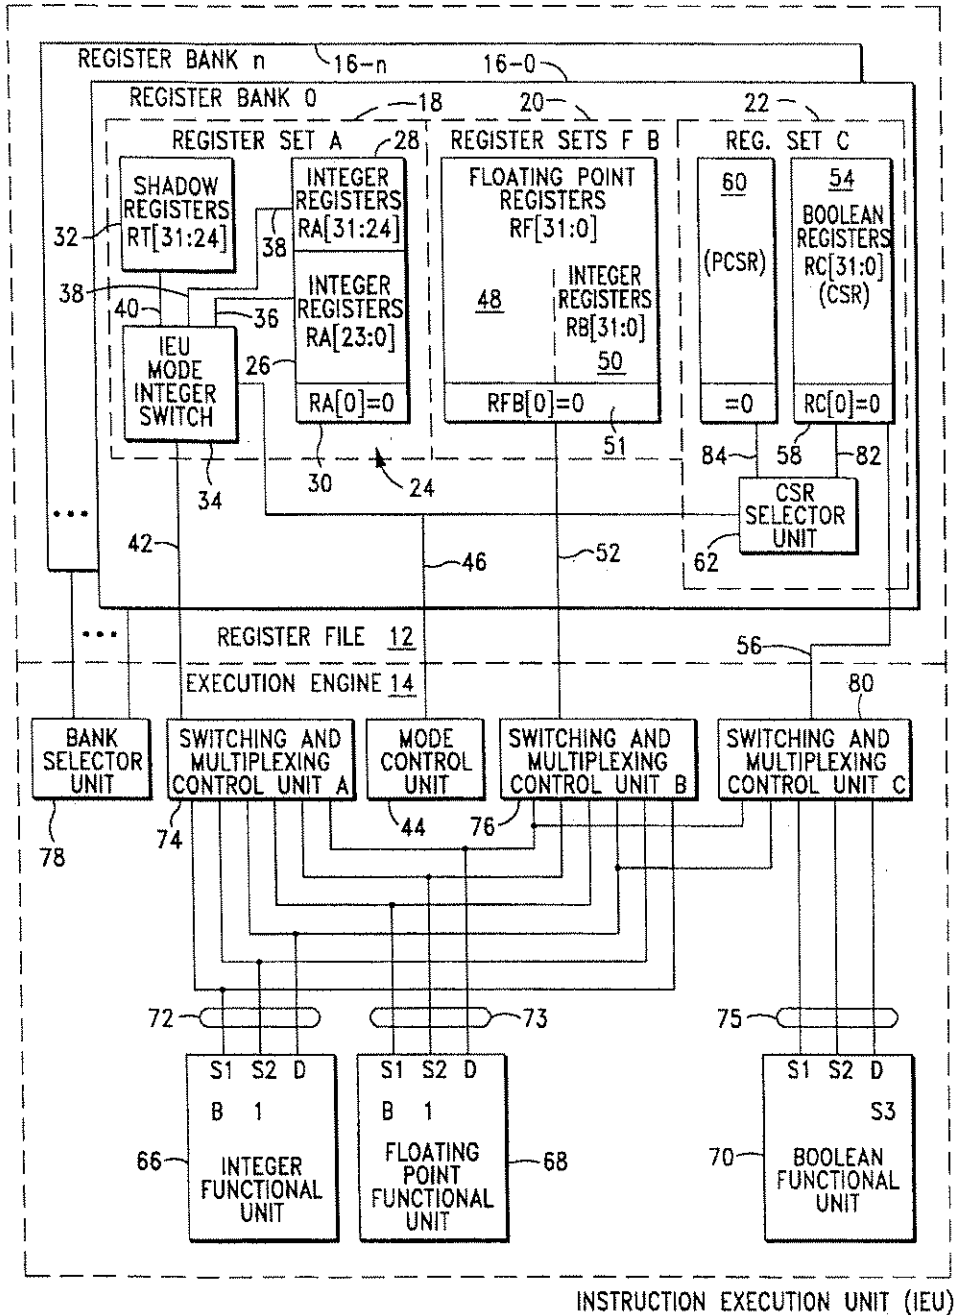 REGISTER BANK n
16-n
16-0
REGISTER BANK 0
18
20
22
REGISTER SET A
28
REGISTER SETS F B
REG. SET C
SHADOW
REGISTERS
RT[31:24]
32
INTEGER
REGISTERS
RA[31:24]
38
38
40
36
INTEGER
REGISTERS
RA[23:0]
26
RA[0]=0
30
24
IEU
MODE
INTEGER
SWITCH
34
FLOATING POINT
REGISTERS
RF[31:0]
48
INTEGER
REGISTERS
RB[31:0]
50
RFB[0]=0
51
60
(PCSR)
=0
54
BOOLEAN
REGISTERS
RC[31:0]
(CSR)
RC[0]=0
84
58
82
CSR
SELECTOR
UNIT
62
•••
42
46
52
•••
REGISTER FILE 12
56
EXECUTION ENGINE 14
80
BANK
SELECTOR
UNIT
78
SWITCHING AND
MULTIPLEXING
CONTROL UNIT A
74
MODE
CONTROL
UNIT
44
SWITCHING AND
MULTIPLEXING
CONTROL UNIT B
76
SWITCHING AND
MULTIPLEXING
CONTROL UNIT C
72
73
75
S1 S2 D
B 1
INTEGER
FUNCTIONAL
UNIT
66
S1 S2 D
B 1
FLOATING
POINT
FUNCTIONAL
UNIT
68
S1 S2 D
S3
BOOLEAN
FUNCTIONAL
UNIT
70
INSTRUCTION EXECUTION UNIT (IEU)